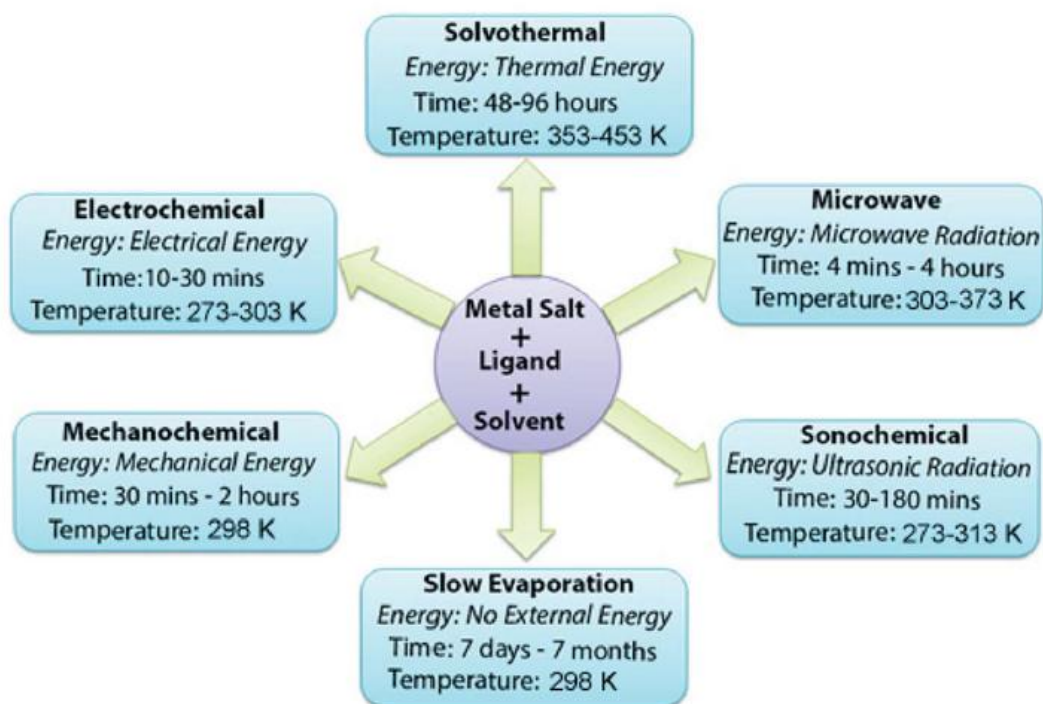 Solvothermal
Energy: Thermal Energy
Time: 48-96 hours
Temperature: 353-453 K
Electrochemical
Energy: Electrical Energy
Time: 10-30 mins
Temperature: 273-303 K
Microwave
Energy: Microwave Radiation
Time: 4 mins - 4 hours
Temperature: 303-373 K
Metal Salt
+
Ligand
+
Solvent
Mechanochemical
Energy: Mechanical Energy
Time: 30 mins - 2 hours
Temperature: 298 K
Sonochemical
Energy: Ultrasonic Radiation
Time: 30-180 mins
Temperature: 273-313 K
Slow Evaporation
Energy: No External Energy
Time: 7 days - 7 months
Temperature: 298 K